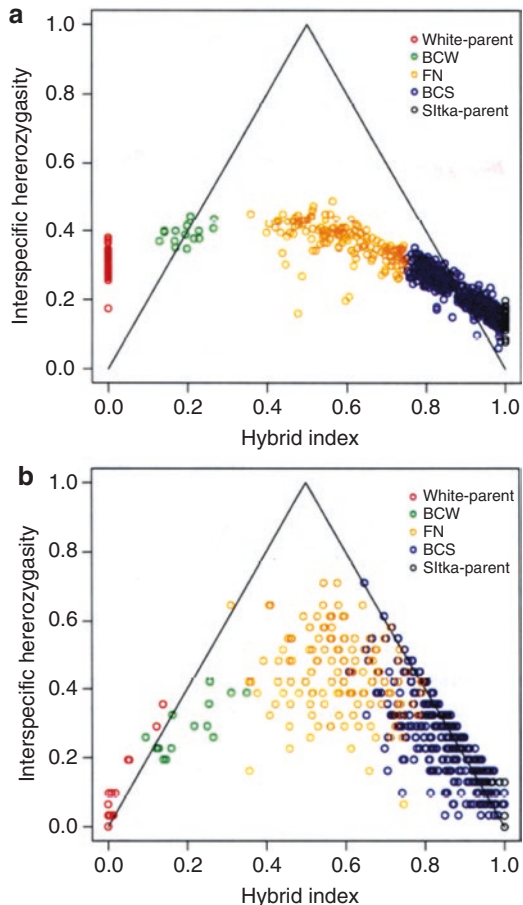 a
1.0
0.8
0.6
0.4
0.2
0.0
Interspecific hererozygasity
White-parent
BCW
FN
BCS
SItka-parent
0.0 0.2 0.4 0.6 0.8 1.0
Hybrid index
b
1.0
0.8
0.6
0.4
0.2
0.0
Interspecific hererozygasity
White-parent
BCW
FN
BCS
SItka-parent
0.0 0.2 0.4 0.6 0.8 1.0
Hybrid index